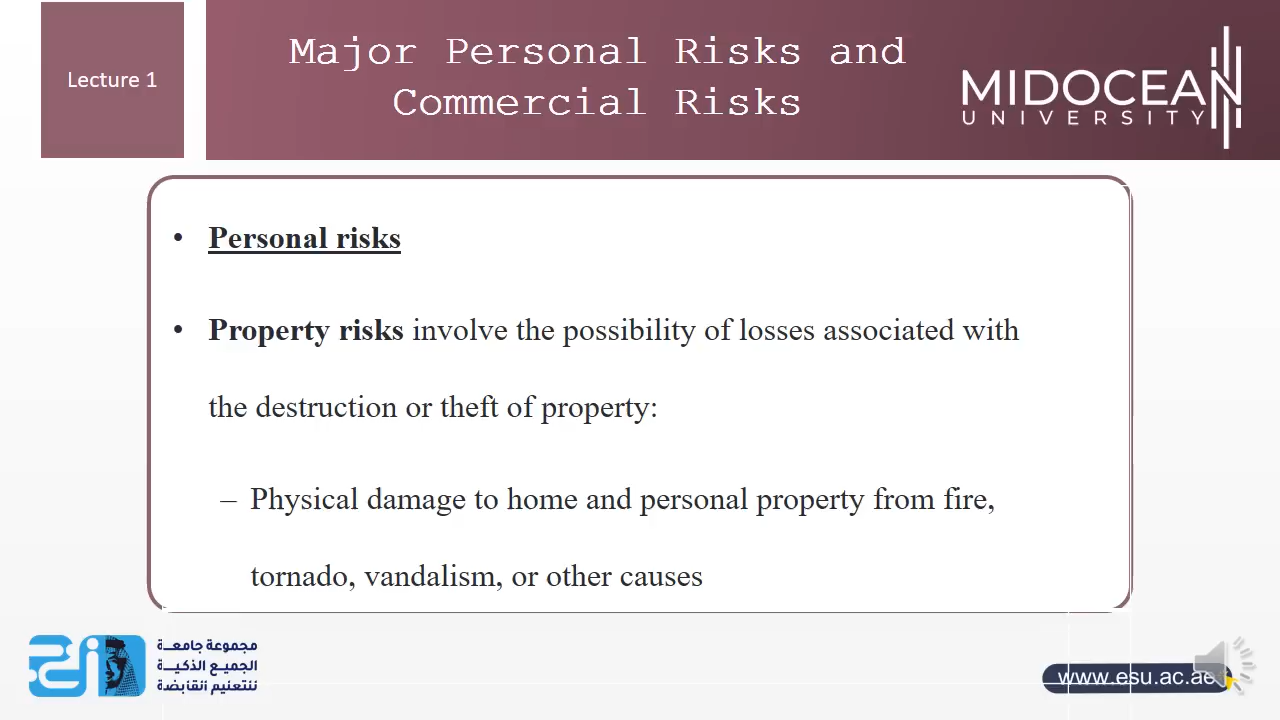 Lecture 1
Major Personal Risks and
Commercial Risks
MIDOCEAN
UNIVERSITY
• Personal risks
• Property risks involve the possibility of losses associated with
the destruction or theft of property:
– Physical damage to home and personal property from fire,
tornado, vandalism, or other causes
مجموعة جامعة
الجميع الذكية
www.esu.ac.ae